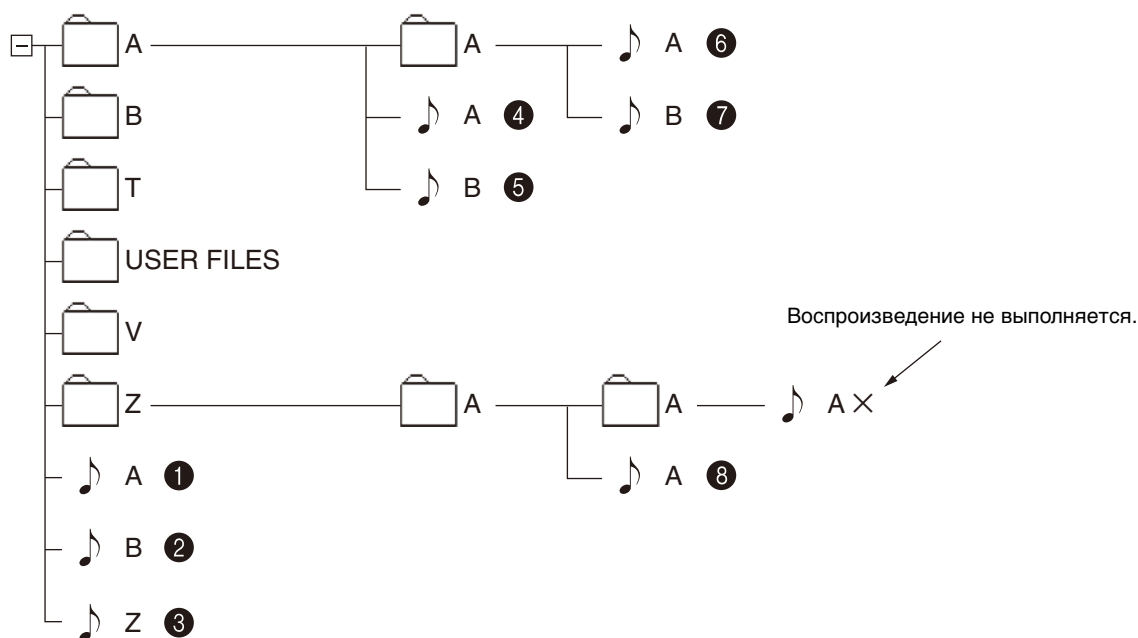 A A A 6
B A 4 B 7
T B 5
USER FILES
V
Воспроизведение не выполняется.
Z A A A ×
A 1 A 8
B 2
Z 3